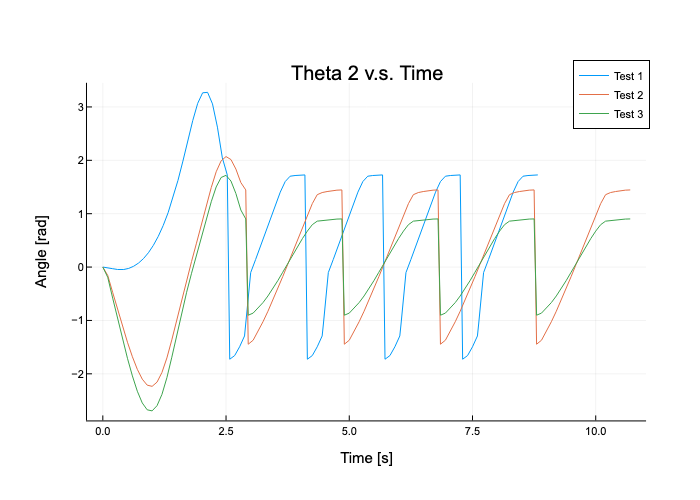 Theta 2 v.s. Time
Test 1
Test 2
Test 3
3
2
1
0
−1
−2
Angle [rad]
0.0 2.5 5.0 7.5 10.0
Time [s]